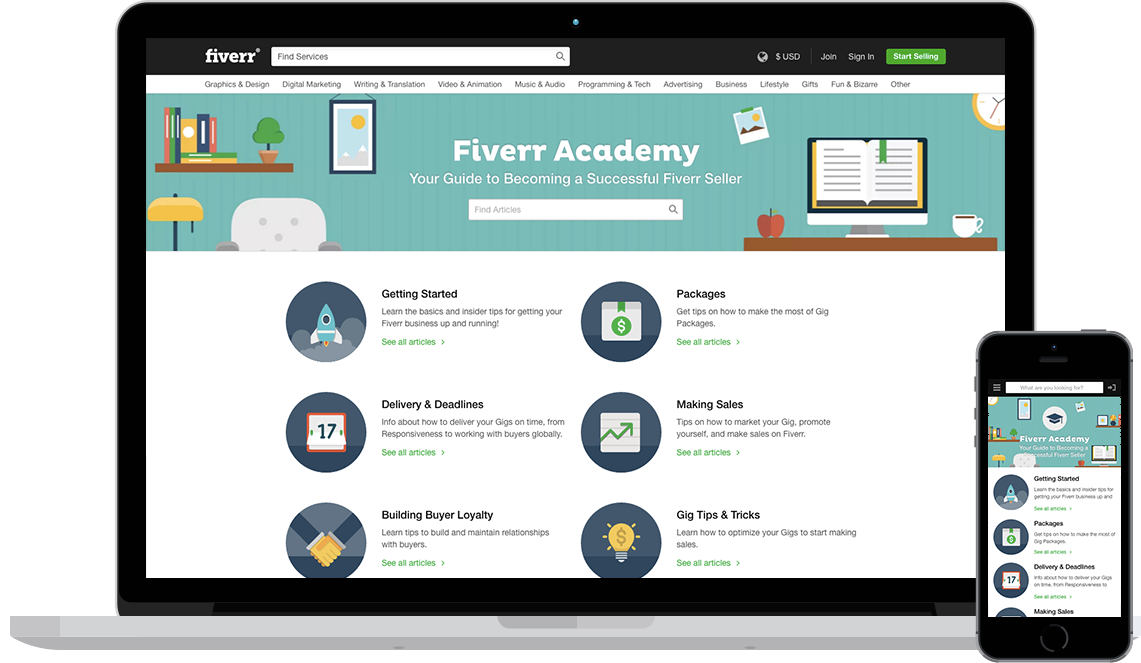 fiverr®
Find Services
$ USD
Join
Sign In
Start Selling
Graphics & Design
Digital Marketing
Writing & Translation
Video & Animation
Music & Audio
Programming & Tech
Advertising
Business
Lifestyle
Gifts
Fun & Bizarre
Other
Fiverr Academy
Your Guide to Becoming a Successful Fiverr Seller
Find Articles
Getting Started
Learn the basics and insider tips for getting your
Fiverr business up and running!
See all articles >
Packages
Get tips on how to make the most of Gig
Packages.
See all articles >
17
Delivery & Deadlines
Info about how to deliver your Gigs on time, from
Responsiveness to working with buyers globally.
See all articles >
Making Sales
Tips on how to market your Gig, promote
yourself, and make sales on Fiverr.
See all articles >
Building Buyer Loyalty
Learn tips to build and maintain relationships
with buyers.
See all articles >
Gig Tips & Tricks
Learn how to optimize your Gigs to start making
sales.
See all articles >
What are you looking for?
Fiverr Academy
Your Guide to Becoming a
Successful Fiverr Seller
Getting Started
Learn the basics and insider tips for
getting your Fiverr business up and
See all articles >
Packages
Get tips on how to make the most of
Gig Packages.
See all articles >
17
Delivery & Deadlines
Info about how to deliver your Gigs
on time, from Responsiveness to
See all articles >
Making Sales